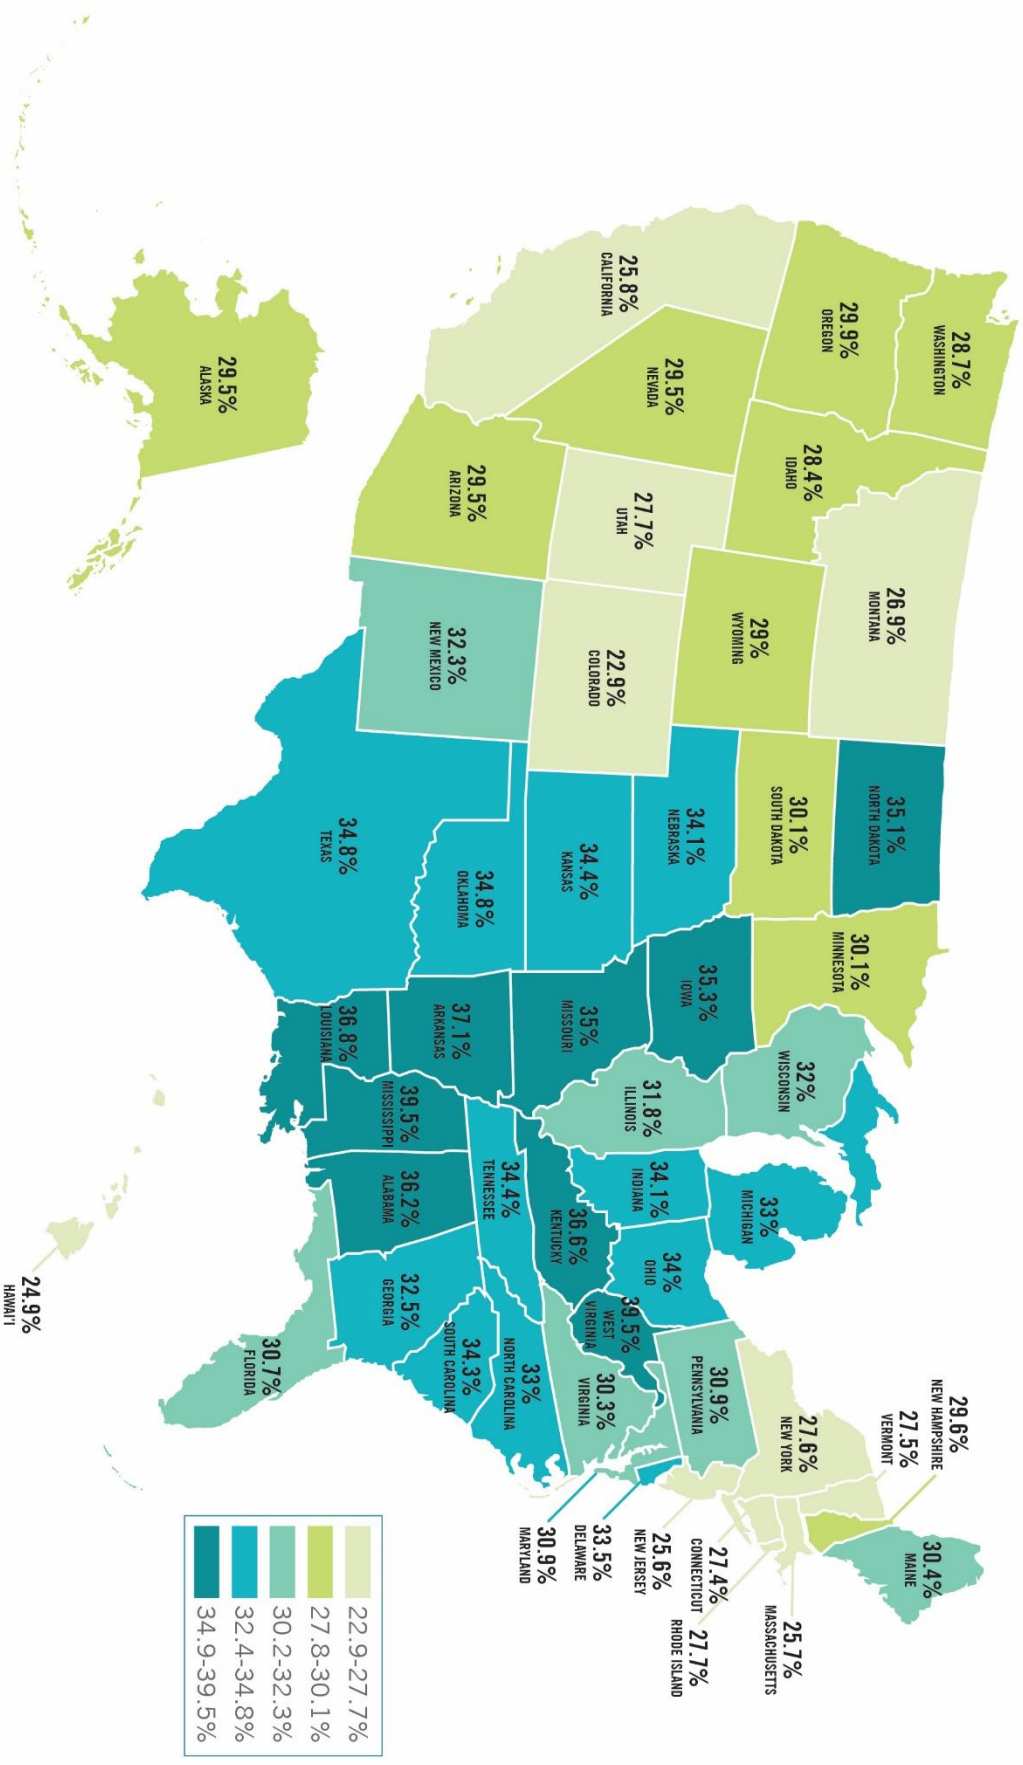 28.7%
WASHINGTON
29.9%
OREGON
25.8%
CALIFORNIA
29.5%
NEVADA
28.4%
IDAHO
26.9%
MONTANA
29%
WYOMING
27.7%
UTAH
22.9%
COLORADO
29.5%
ARIZONA
32.3%
NEW MEXICO
29.5%
ALASKA
35.1%
NORTH DAKOTA
30.1%
SOUTH DAKOTA
34.1%
NEBRASKA
34.4%
KANSAS
34.8%
OKLAHOMA
34.8%
TEXAS
30.1%
MINNESOTA
35.3%
IOWA
35%
MISSOURI
37.1%
ARKANSAS
36.8%
LOUISIANA
32%
WISCONSIN
31.8%
ILLINOIS
33%
MICHIGAN
34.1%
INDIANA
34%
OHIO
36.6%
KENTUCKY
34.4%
TENNESSEE
39.5%
MISSISSIPPI
36.2%
ALABAMA
32.5%
GEORGIA
30.7%
FLORIDA
34.3%
SOUTH CAROLINA
33%
NORTH CAROLINA
30.3%
VIRGINIA
39.5%
WEST
VIRGINIA
30.9%
PENNSYLVANIA
27.6%
NEW YORK
29.6%
NEW HAMPSHIRE
27.5%
VERMONT
30.4%
MAINE
25.7%
MASSACHUSETTS
27.7%
RHODE ISLAND
27.4%
CONNECTICUT
25.6%
NEW JERSEY
33.5%
DELAWARE
30.9%
MARYLAND
24.9%
HAWAI'I
22.9-27.7%
27.8-30.1%
30.2-32.3%
32.4-34.8%
34.9-39.5%